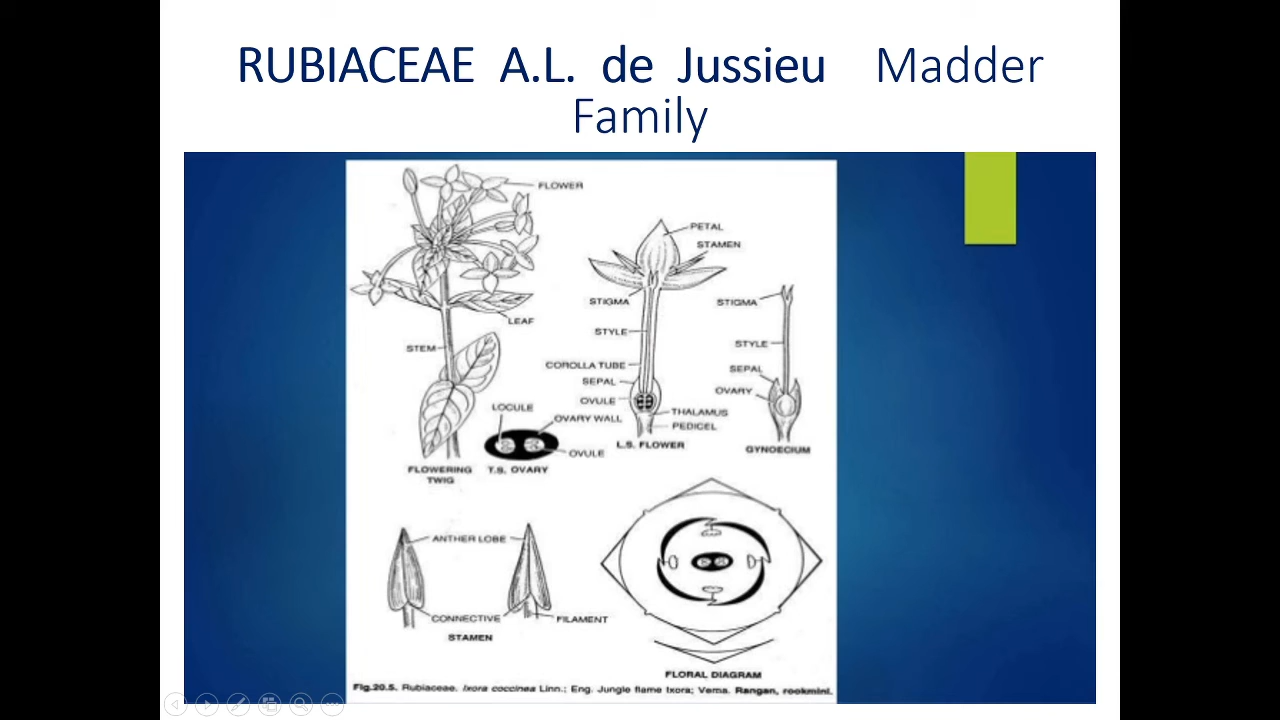 RUBIACEAE A.L. de Jussieu Madder
Family
FLOWER
PETAL
STAMEN
STIGMA
STIGMA
LEAF
STYLE
STYLE
STEM
COROLLA TUBE
SEPAL
SEPAL
OVARY
OVULE
LOCULE
THALAMUS
OVARY WALL
PEDICEL
L.S. FLOWER
GYNOECIUM
OVULE
FLOWERING
TWIG
T.S. OVARY
ANTHER LOBE
CONNECTIVE
FILAMENT
STAMEN
FLORAL DIAGRAM
Fig.20.5. Rubiaceae. Ixora coccinea Linn.; Eng. Jungle flame Ixora; Verna. Rangan, rookmini.